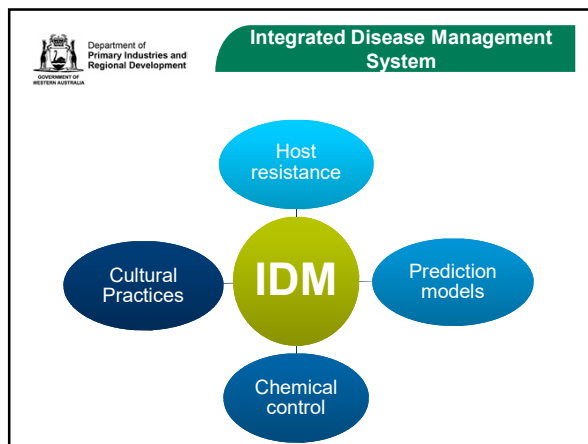 Department of
Primary Industries and
Regional Development
GOVERNMENT OF
WESTERN AUSTRALIA
Integrated Disease Management
System
Host
resistance
Cultural
Practices
IDM
Prediction
models
Chemical
control